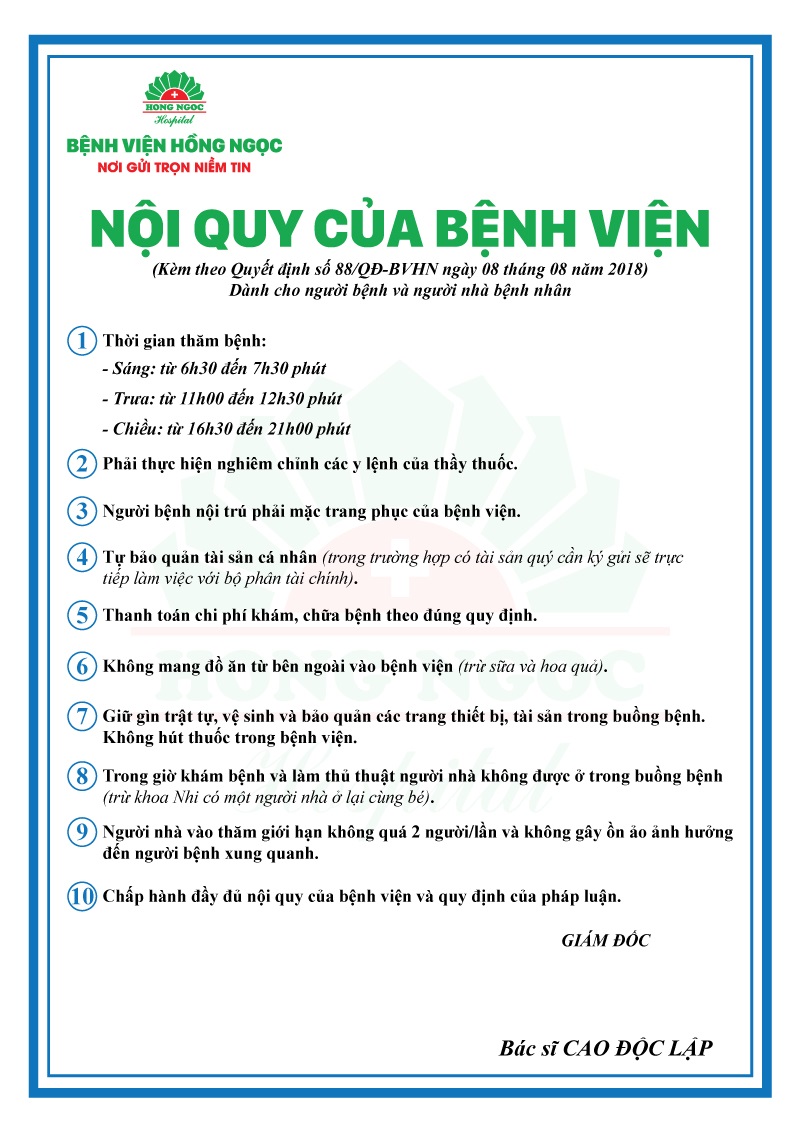 HONG NGOC
Hospital
BỆNH VIỆN HỒNG NGỌC
NƠI GỬI TRỌN NIỀM TIN
NỘI QUY CỦA BỆNH VIỆN
(Kèm theo Quyết định số 88/QĐ-BVHN ngày 08 tháng 08 năm 2018)
Dành cho người bệnh và người nhà bệnh nhân
1 Thời gian thăm bệnh:
- Sáng: từ 6h30 đến 7h30 phút
- Trưa: từ 11h00 đến 12h30 phút
- Chiều: từ 16h30 đến 21h00 phút
2 Phải thực hiện nghiêm chỉnh các y lệnh của thầy thuốc.
3 Người bệnh nội trú phải mặc trang phục của bệnh viện.
4 Tự bảo quản tài sản cá nhân (trong trường hợp có tài sản quý cần ký gửi sẽ trực
tiếp làm việc với bộ phân tài chính).
5 Thanh toán chi phí khám, chữa bệnh theo đúng quy định.
6 Không mang đồ ăn từ bên ngoài vào bệnh viện (trừ sữa và hoa quả).
HONG NGOC
7 Giữ gìn trật tự, vệ sinh và bảo quản các trang thiết bị, tài sản trong buồng bệnh.
Không hút thuốc trong bệnh viện.
Hospital
8 Trong giờ khám bệnh và làm thủ thuật người nhà không được ở trong buồng bệnh
(trừ khoa Nhi có một người nhà ở lại cùng bé).
9 Người nhà vào thăm giới hạn không quá 2 người/lần và không gây ồn ảo ảnh hưởng
đến người bệnh xung quanh.
10 Chấp hành đầy đủ nội quy của bệnh viện và quy định của pháp luận.
GIÁM ĐỐC
Bác sĩ CAO ĐỘC LẬP